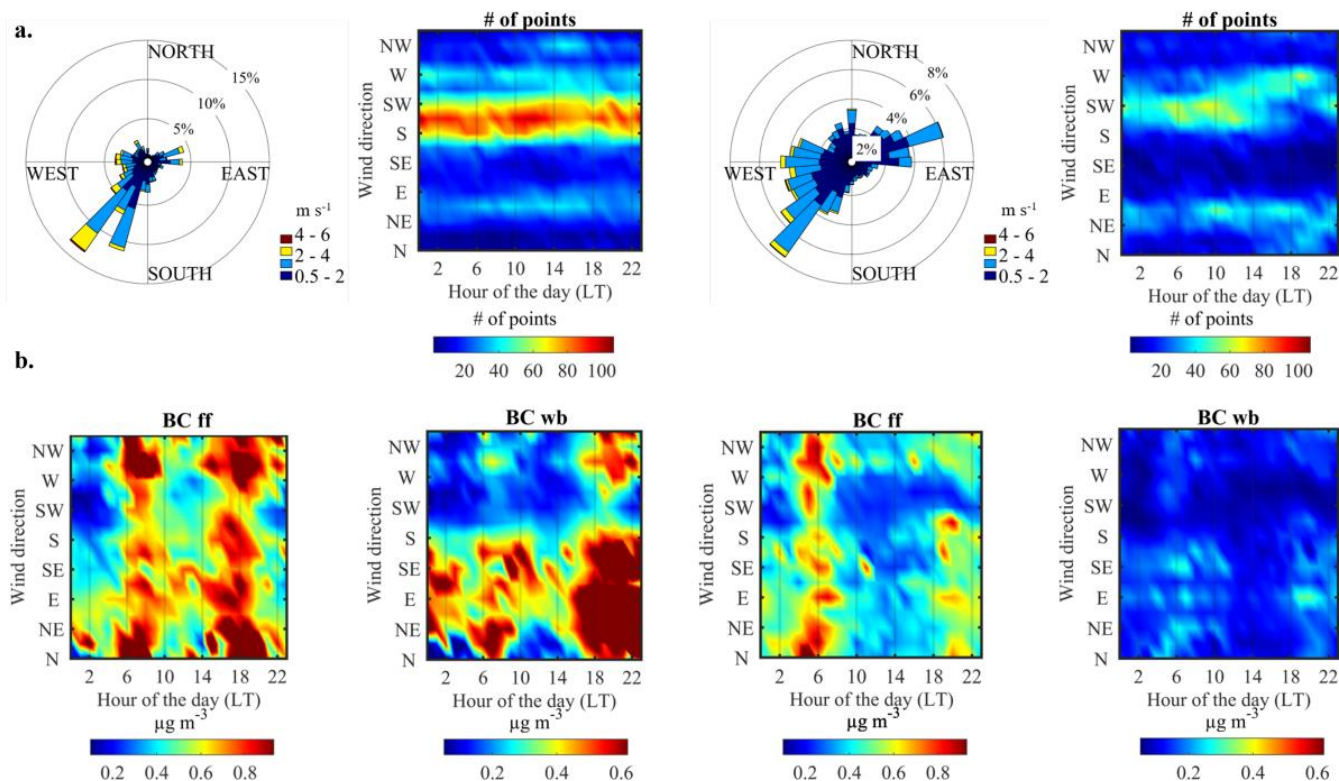 a.
NORTH
15%
10%
5%
WEST
EAST
SOUTH
m s⁻¹
4 - 6
2 - 4
0.5 - 2
# of points
Wind direction
NW
W
SW
S
SE
E
NE
N
2 6 10 14 18 22
Hour of the day (LT)
# of points
20 40 60 80 100
NORTH
8%
6%
4%
2%
WEST
EAST
SOUTH
m s⁻¹
4 - 6
2 - 4
0.5 - 2
# of points
Wind direction
NW
W
SW
S
SE
E
NE
N
2 6 10 14 18 22
Hour of the day (LT)
# of points
20 40 60 80 100
b.
BC ff
Wind direction
NW
W
SW
S
SE
E
NE
N
2 6 10 14 18 22
Hour of the day (LT)
µg m⁻³
0.2 0.4 0.6 0.8
BC wb
Wind direction
NW
W
SW
S
SE
E
NE
N
2 6 10 14 18 22
Hour of the day (LT)
µg m⁻³
0.2 0.4 0.6
BC ff
Wind direction
NW
W
SW
S
SE
E
NE
N
2 6 10 14 18 22
Hour of the day (LT)
µg m⁻³
0.2 0.4 0.6 0.8
BC wb
Wind direction
NW
W
SW
S
SE
E
NE
N
2 6 10 14 18 22
Hour of the day (LT)
µg m⁻³
0.2 0.4 0.6